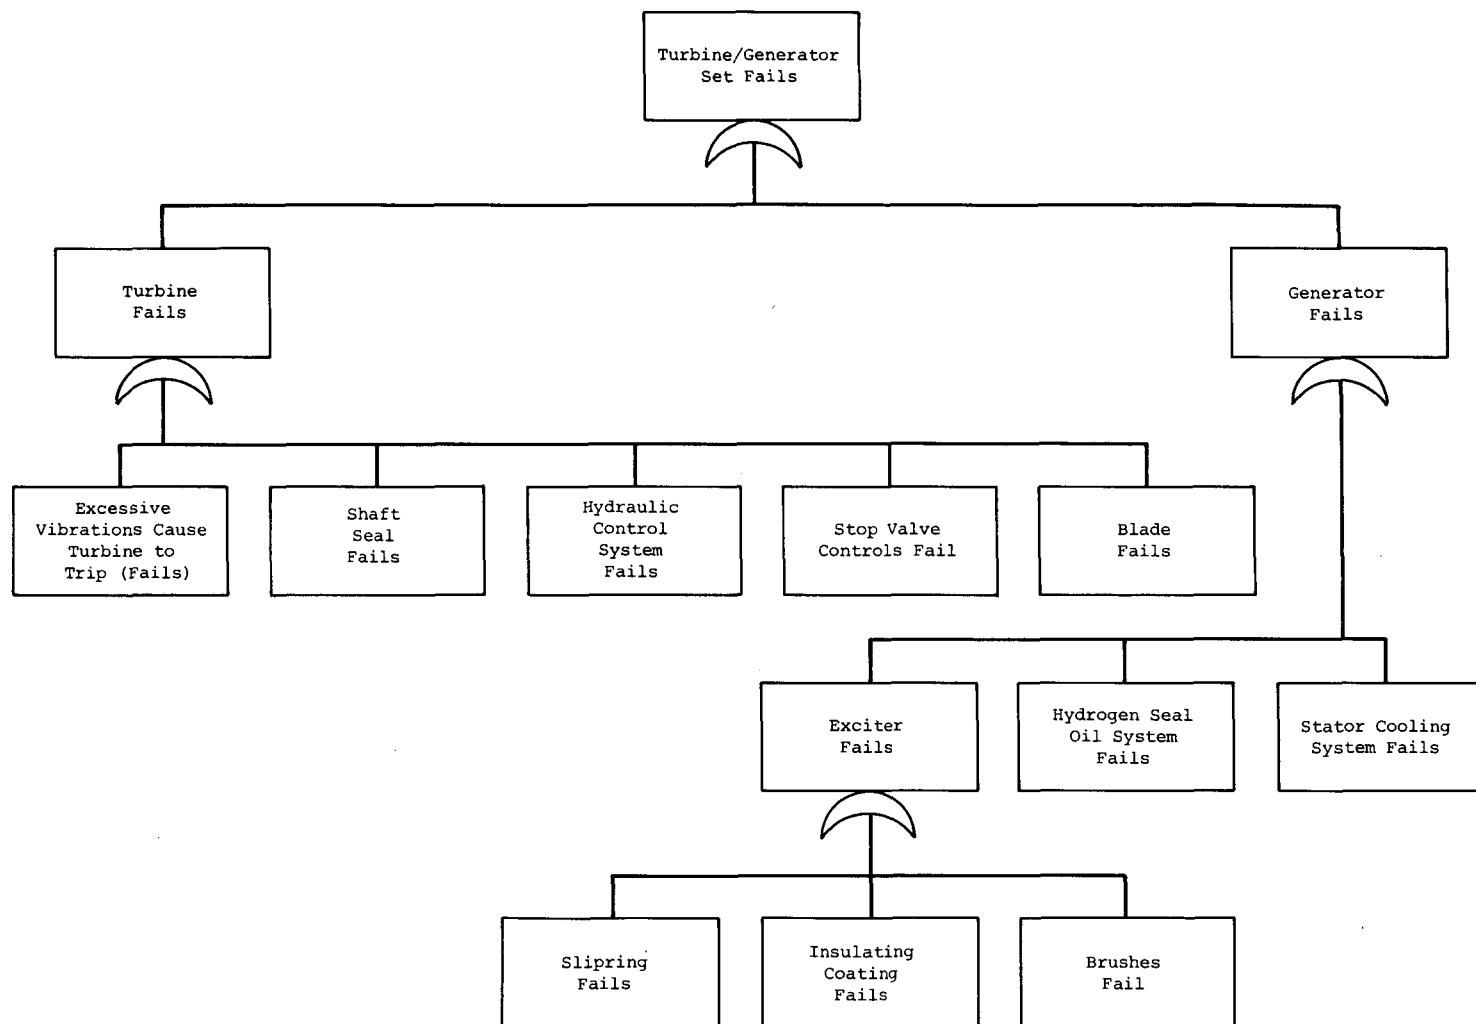 Turbine/Generator
Set Fails
Turbine
Fails
Generator
Fails
Excessive
Vibrations Cause
Turbine to
Trip (Fails)
Shaft
Seal
Fails
Hydraulic
Control
System
Fails
Stop Valve
Controls Fail
Blade
Fails
Exciter
Fails
Hydrogen Seal
Oil System
Fails
Stator Cooling
System Fails
Slipring
Fails
Insulating
Coating
Fails
Brushes
Fail